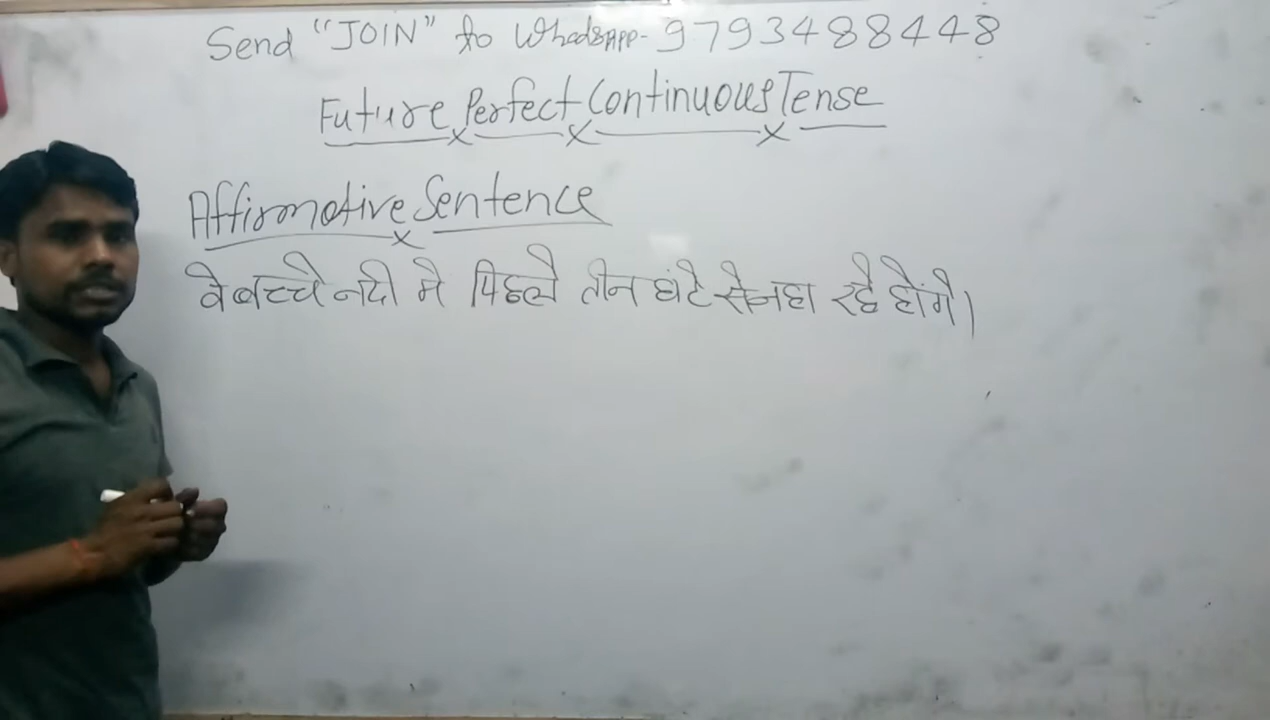 Send "JOIN" to WhatsApp- 9793488448
Future Perfect Continuous Tense
Affirmative Sentence
वे बच्चे नदी मे पिछले तीन घंटे से नहा रहे होंगे।